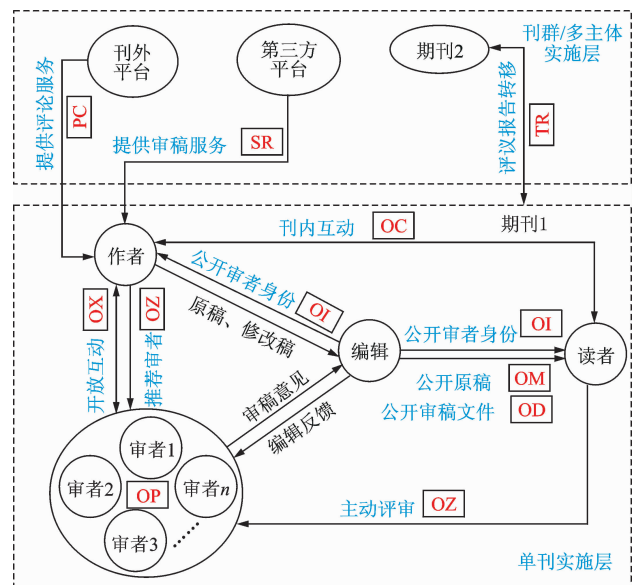 刊外
平台
第三方
平台
期刊2
刊群/多主体
实施层
提供评论服务
PC
提供审稿服务
SR
评议报告转移
TR
刊内互动
OC
期刊1
作者
公开审者身份
OI
原稿、修改稿
编辑
公开审者身份
OI
读者
公开原稿
OM
公开审稿文件
OD
开放互动
OX
推荐审者
OZ
审稿意见
编辑反馈
审者1
审者2
OP
审者n
审者3
……
主动评审
OZ
单刊实施层